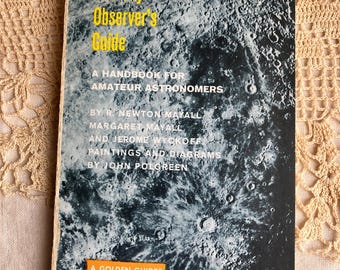 Observer's
Guide
A HANDBOOK FOR
AMATEUR ASTRONOMERS
BY R. NEWTON MAYALL,
MARGARET MAYALL
AND JEROME WYCKOFF
PAINTINGS AND DIAGRAMS
BY JOHN POLGREEN
A GOLDEN GUIDE